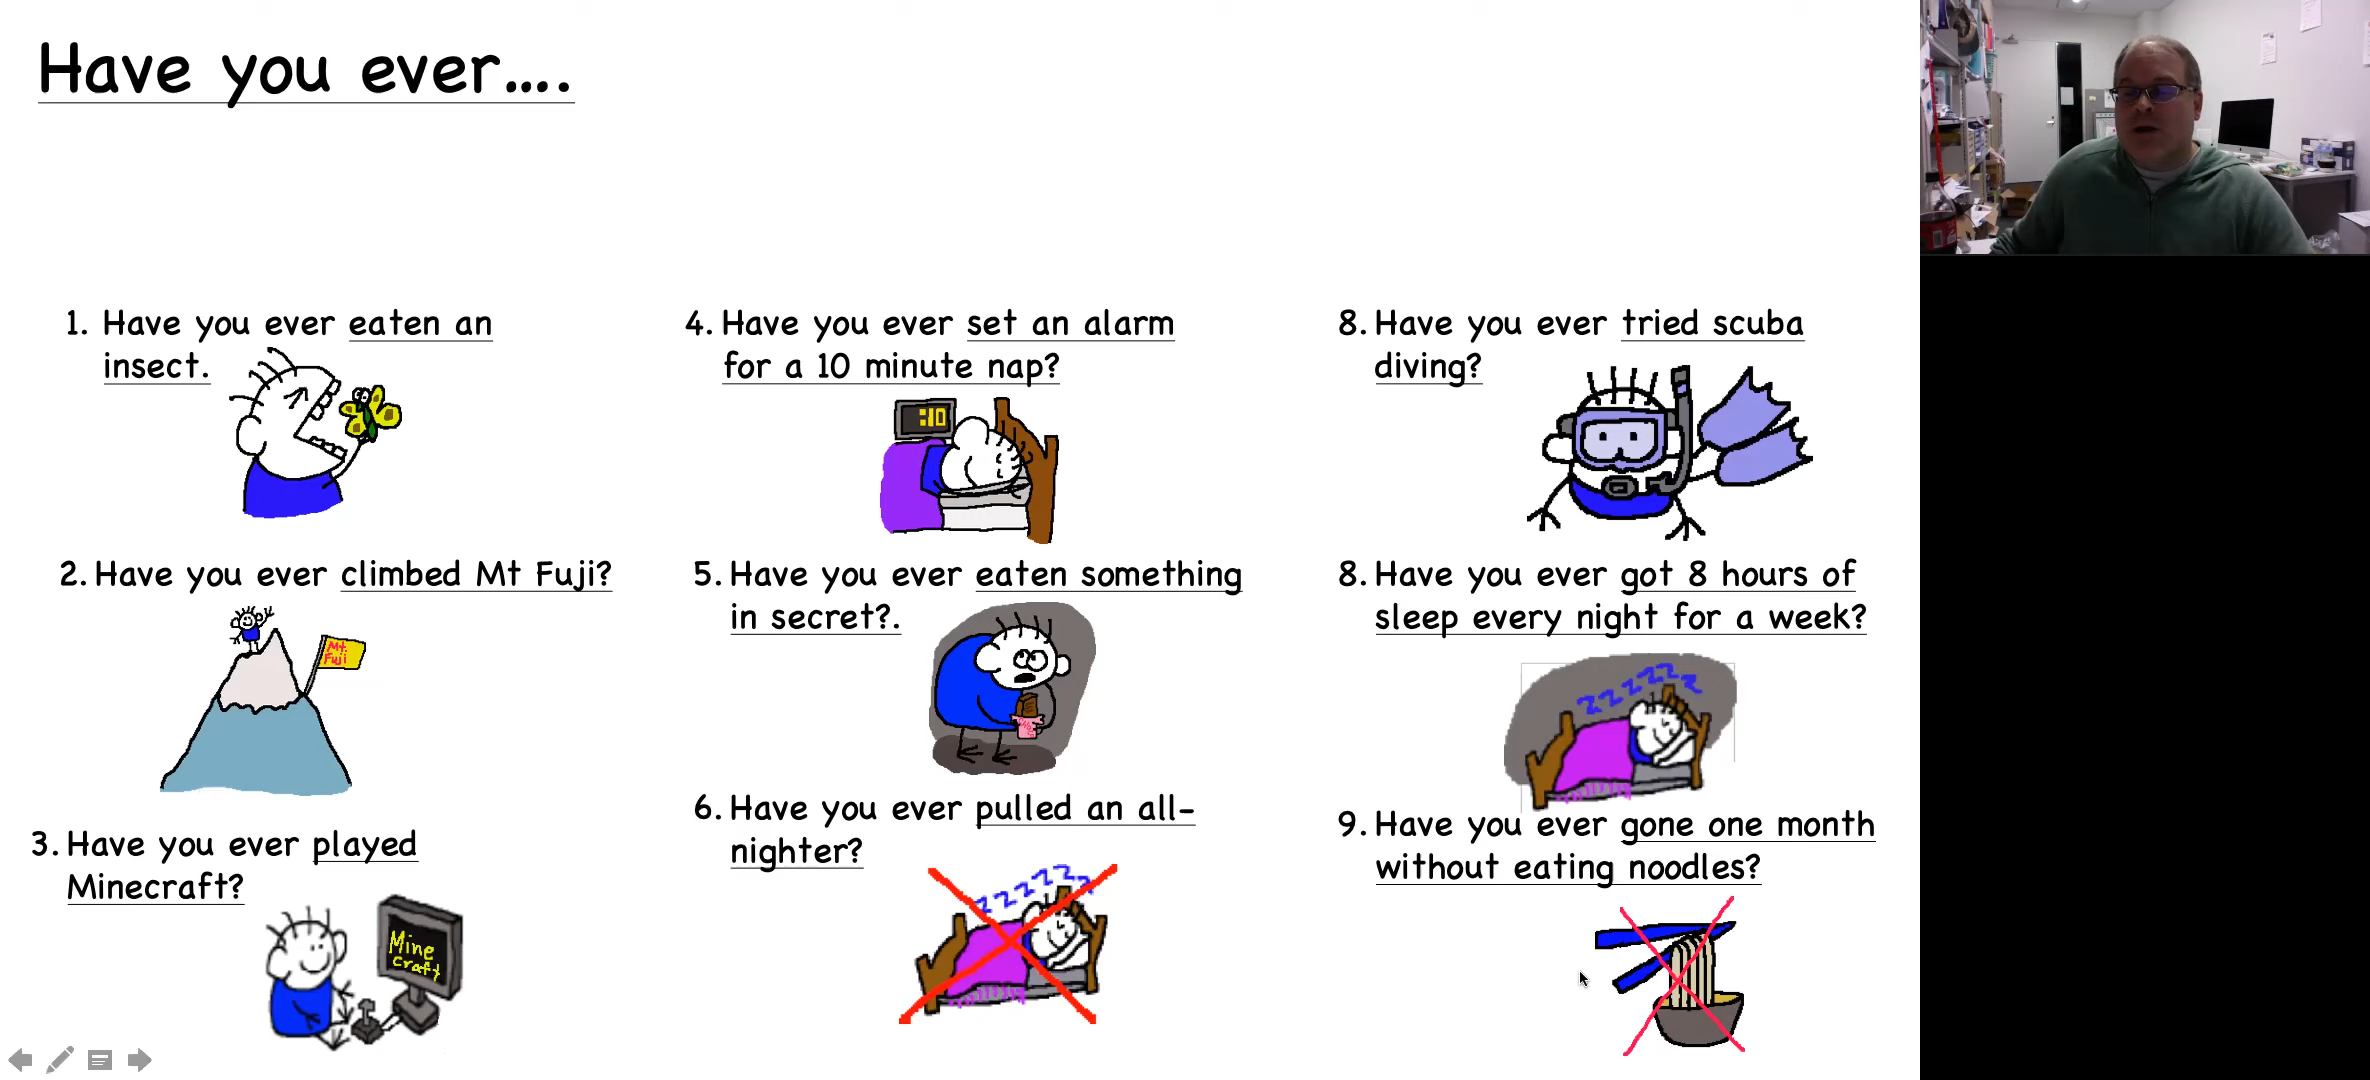 Have you ever....
1. Have you ever eaten an
insect.
2. Have you ever climbed Mt Fuji?
Mt.
Fuji
3. Have you ever played
Minecraft?
Mine
craft
4. Have you ever set an alarm
for a 10 minute nap?
:10
5. Have you ever eaten something
in secret?.
6. Have you ever pulled an all-
nighter?
zzzzzz
8. Have you ever tried scuba
diving?
8. Have you ever got 8 hours of
sleep every night for a week?
zzzzzz
9. Have you ever gone one month
without eating noodles?